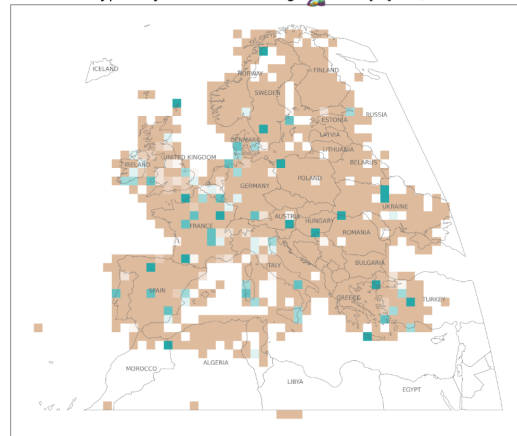 ICELAND
NORWAY
FINLAND
SWEDEN
RUSSIA
ESTONIA
LATVIA
DENMARK
LITHUANIA
UNITED KINGDOM
IRELAND
BELARUS
POLAND
GERMANY
UKRAINE
AUSTRIA
HUNGARY
FRANCE
ROMANIA
ITALY
BULGARIA
SPAIN
GREECE
TURKEY
MOROCCO
ALGERIA
LIBYA
EGYPT